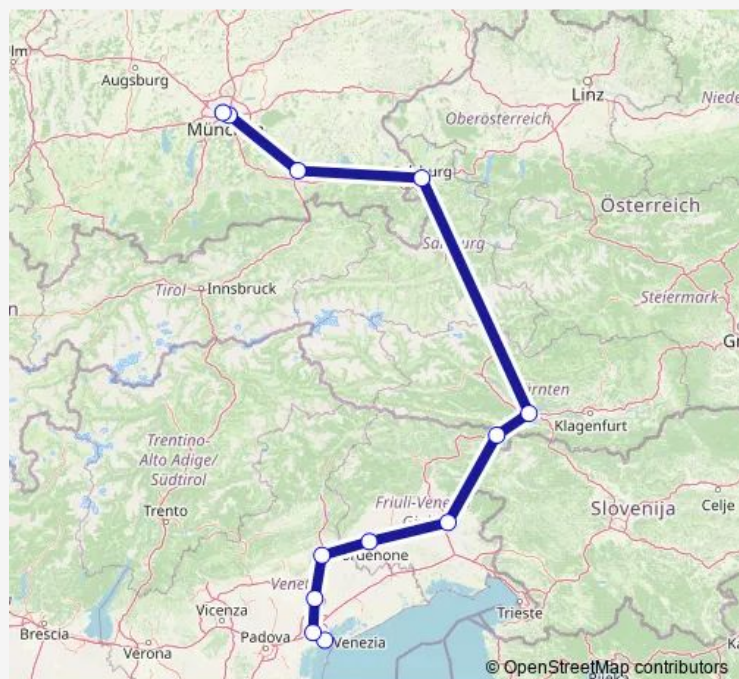 Augsburg
Linz
Oberösterreich
Österreich
Tirol
Innsbruck
Steiermark
Klagenfurt
Trentino-
Alto Adige/
Südtirol
Trento
Slovenija
Celje
Vicenza
Trieste
Brescia
Verona
Padova
Venezia
© OpenStreetMap contributors